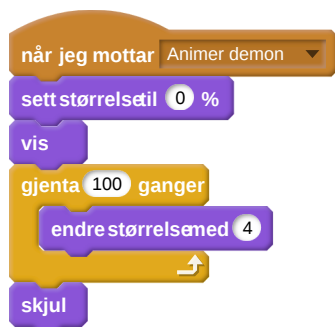 når jeg mottar Animer demon
sett størrelse til 0 %
vis
gjenta 100 ganger
endre størrelse med 4
skjul